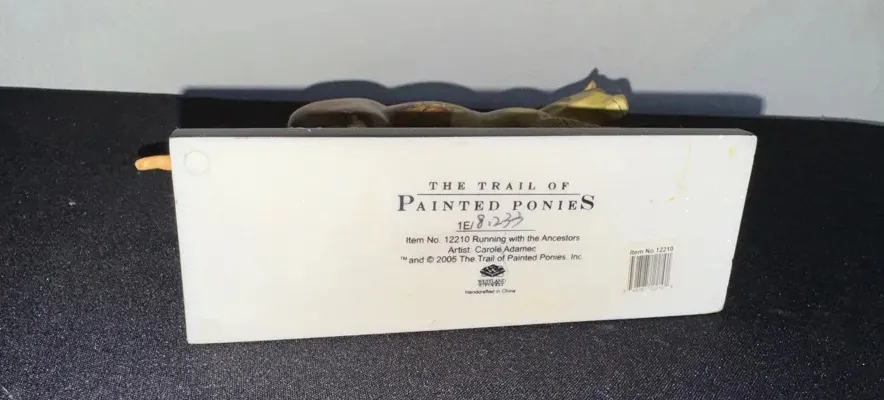 THE TRAIL OF
PAINTED PONIES
1E/8,233
Item No. 12210 Running with the Ancestors
Artist: Carole Adamec
™ and © 2005 The Trail of Painted Ponies, Inc.
WESTLAND
Handcrafted in China
Item No. 12210